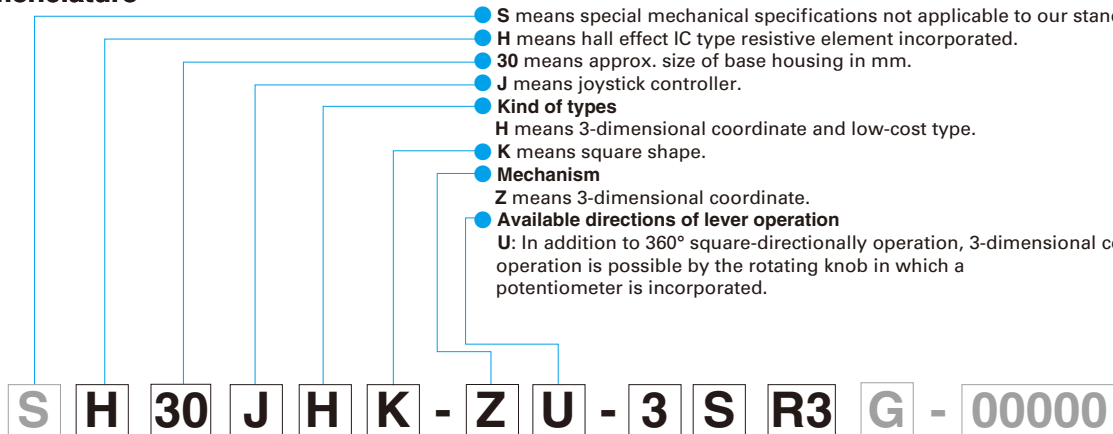 S means special mechanical specifications not applicable to our
H means hall effect IC type resistive element incorporated.
30 means approx. size of base housing in mm.
J means joystick controller.
Kind of types
H means 3-dimensional coordinate and low-cost type.
K means square shape.
Mechanism
Z means 3-dimensional coordinate.
Available directions of lever operation
U: In addition to 360° square-directionally operation, 3-dimensional
operation is possible by the rotating knob in which a
potentiometer is incorporated.
S H 30 J H K - Z U - 3 S R3 G - 00000